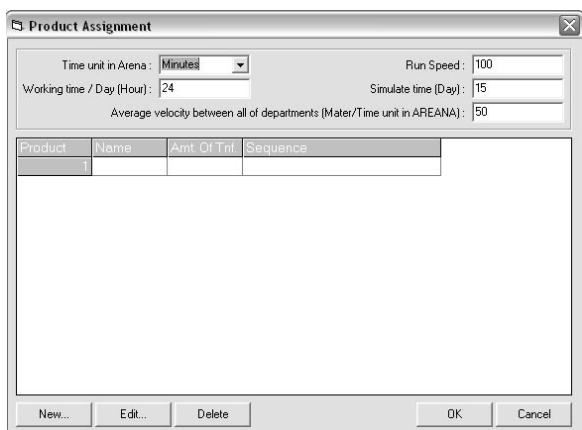 Product Assignment
Time unit in Arena : Minutes Run Speed : 100
Working time / Day (Hour) : 24 Simulate time (Day) : 15
Average velocity between all of departments (Mater/Time unit in AREANA) : 50
Product Name Amt. Of Tnf. Sequence
1
New... Edit... Delete OK Cancel